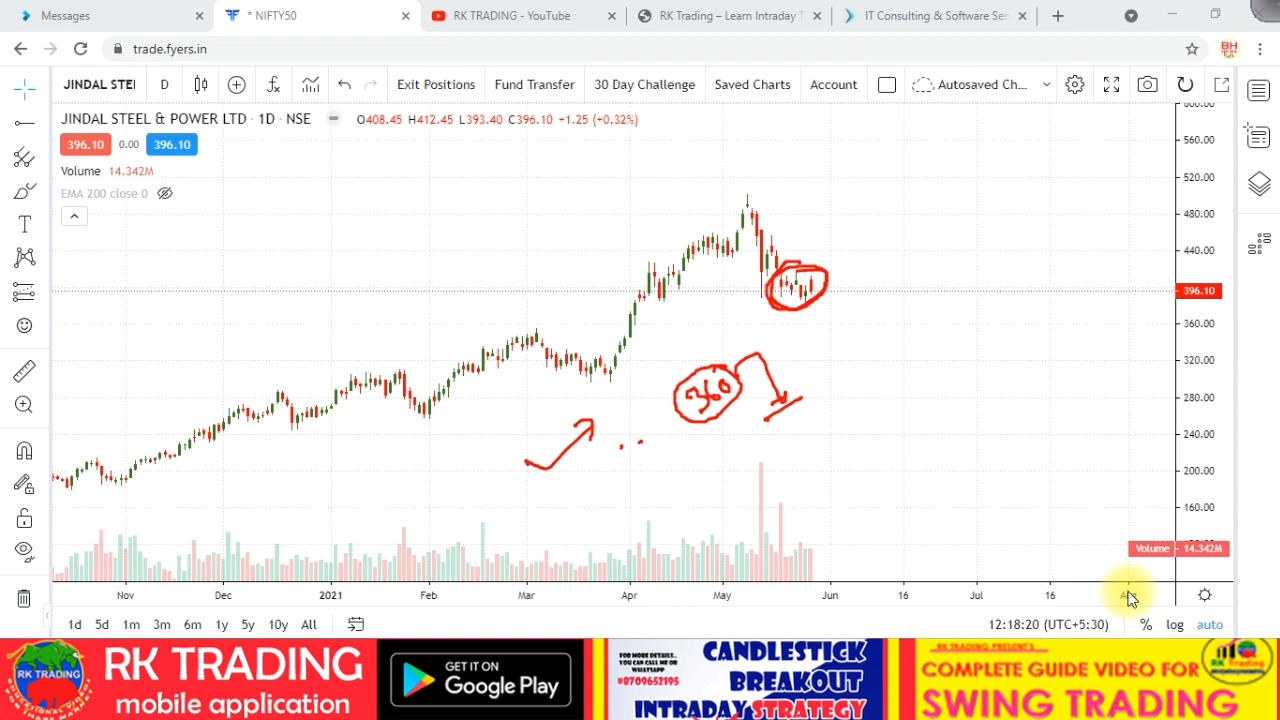 Messages
* NIFTY50
RK TRADING - YouTube
RK Trading – Learn Intraday T
IT Consulting & Software Ser
trade.fyers.in
BH
JINDAL STEE
D
Exit Positions
Fund Transfer
30 Day Challenge
Saved Charts
Account
Autosaved Ch...
JINDAL STEEL & POWER LTD · 1D · NSE
O408.45 H412.45 L393.40 C396.10 +1.25 (+0.32%)
396.10 0.00 396.10
Volume 14.342M
EMA 200 close 0
600.00
560.00
520.00
480.00
440.00
396.10
360.00
320.00
280.00
240.00
200.00
160.00
360
Volume 14.342M
Nov Dec 2021 Feb Mar Apr May Jun 16 Jul 16
1d 5d 1m 3m 6m 1y 5y 10y All
12:18:20 (UTC+5:30) % log auto
RK TRADING
RK TRADING
mobile application
GET IT ON
Google Play
FOR MORE DETAILS..
YOU CAN CALL ME OR
WHATSAPP
#8709652195
CANDLESTICK
BREAKOUT
INTRADAY STRATEGY
RK TRADING PRESENT'S
COMPLETE GUIDE VIDEO FOR
SWING TRADING
RK Trading